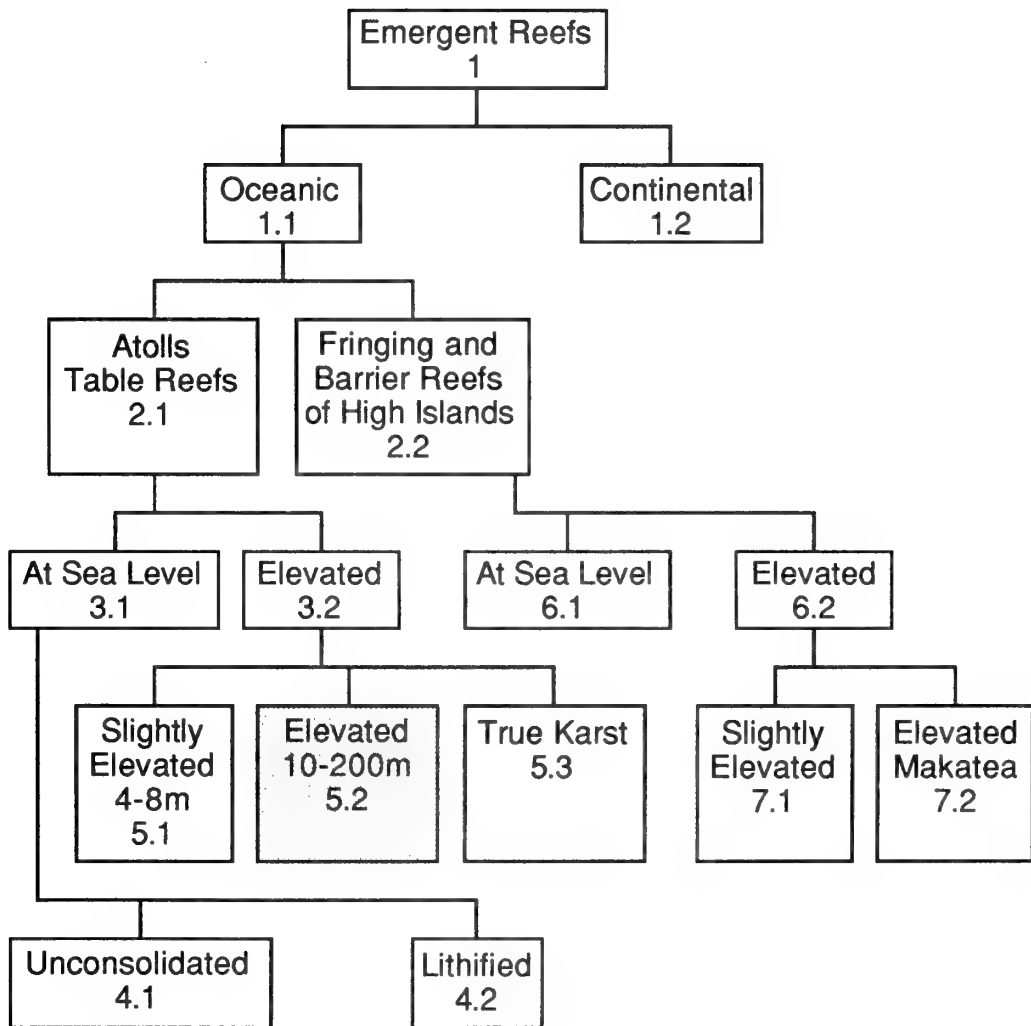 Emergent Reefs
1
Oceanic
1.1
Continental
1.2
Atolls
Table Reefs
2.1
Fringing and
Barrier Reefs
of High Islands
2.2
At Sea Level
3.1
Elevated
3.2
At Sea Level
6.1
Elevated
6.2
Slightly
Elevated
4-8m
5.1
Elevated
10-200m
5.2
True Karst
5.3
Slightly
Elevated
7.1
Elevated
Makatea
7.2
Unconsolidated
4.1
Lithified
4.2